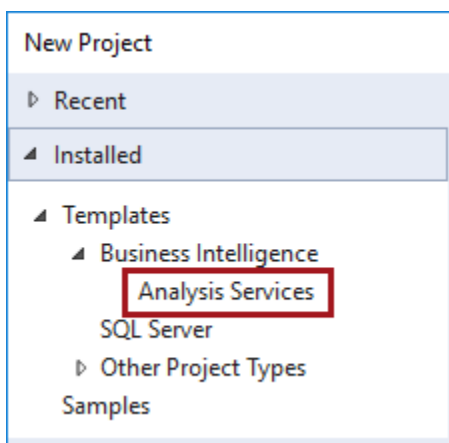 New Project
Recent
Installed
Templates
Business Intelligence
Analysis Services
SQL Server
Other Project Types
Samples